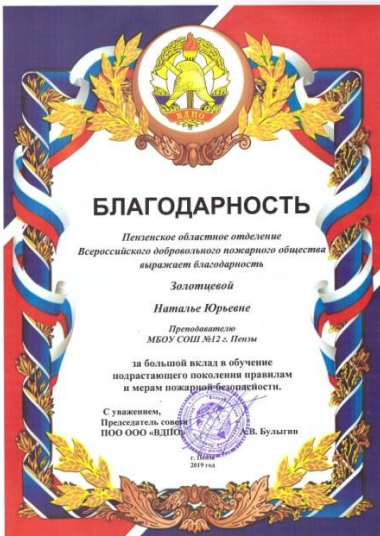 ВДПО
БЛАГОДАРНОСТЬ
Пензенское областное отделение
Всероссийского добровольного пожарного общества
выражает благодарность
Золотцевой
Наталье Юрьевне
Преподавателю
МБОУ СОШ №12 г. Пензы
за большой вклад в обучение
подрастающего поколения правилам
и мерам пожарной безопасности.
С уважением,
Председатель совета
ПОО ООО «ВДПО» А.В. Булыгин
г. Пенза
2019 год